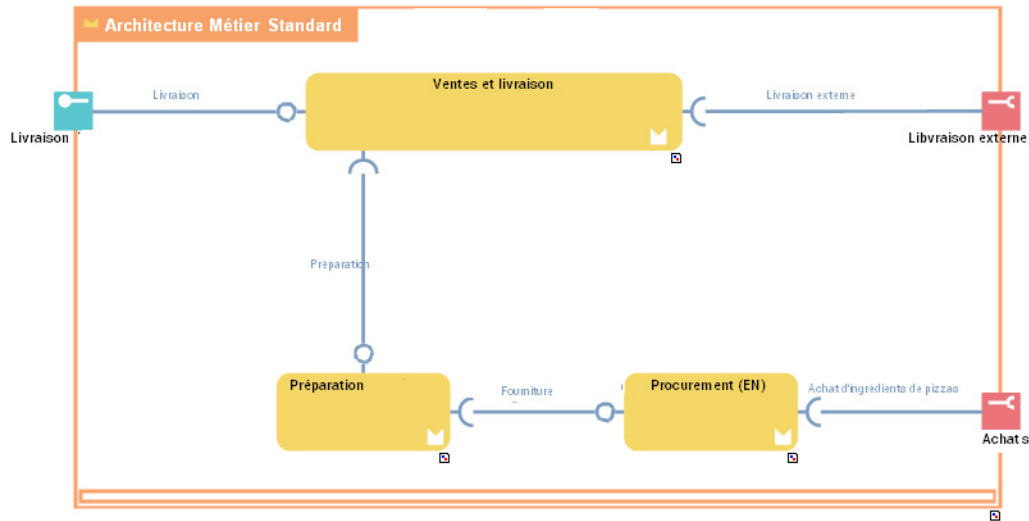 Architecture Métier Standard
Ventes et livraison
Livraison
Livraison externe
Livraison
Libvraison externe
Préparation
Préparation
Fourniture
Procurement (EN)
Achat d'ingrédients de pizzas
Achats